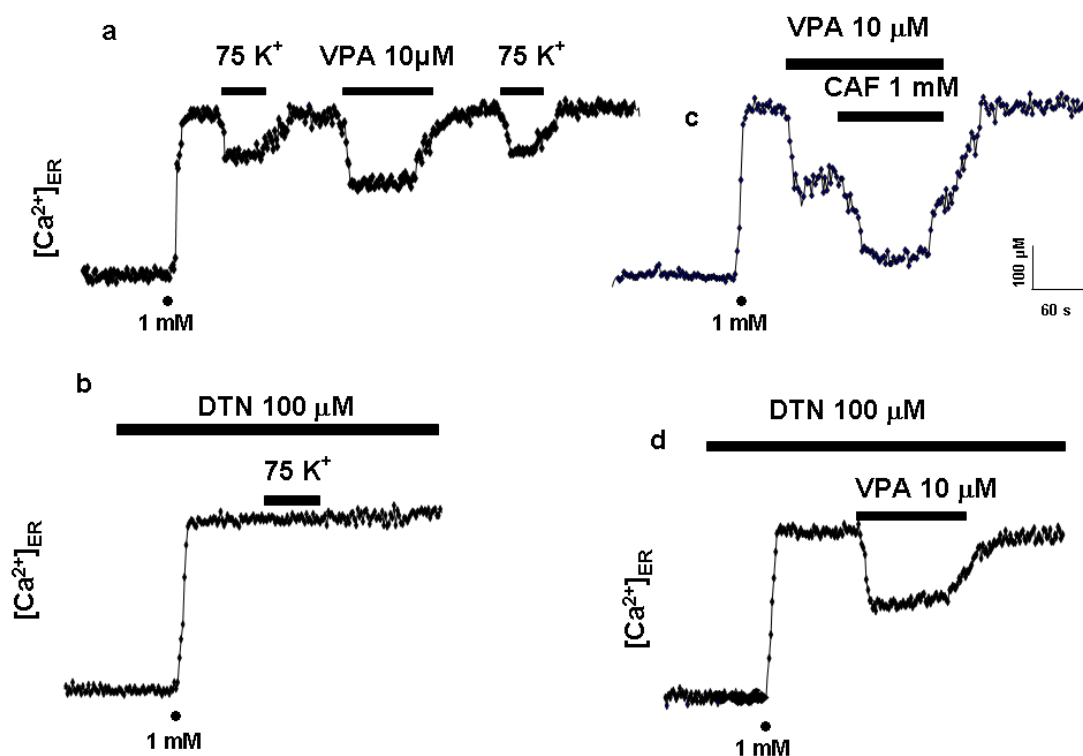 a
75 K⁺
VPA 10µM
75 K⁺
[Ca²⁺]ER
1 mM
VPA 10 µM
CAF 1 mM
c
100 µM
60 s
1 mM
b
DTN 100 µM
75 K⁺
[Ca²⁺]ER
1 mM
DTN 100 µM
d
VPA 10 µM
[Ca²⁺]ER
1 mM